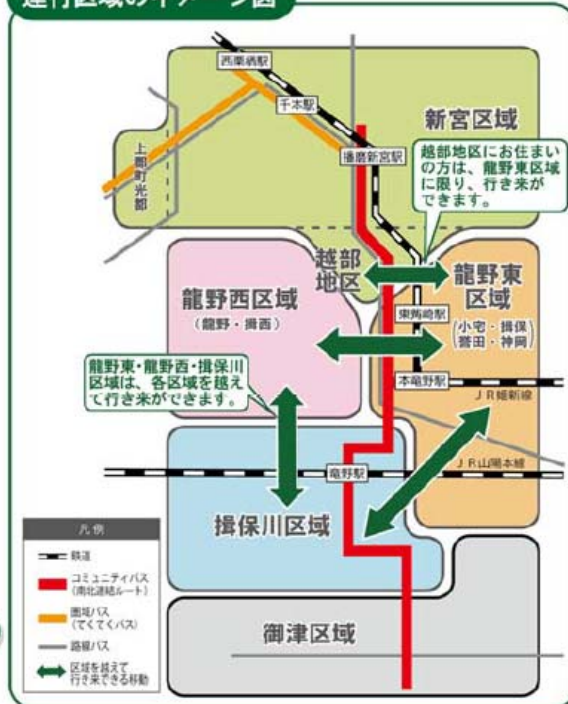 運行区域のイメージ図
西栗栖駅
千本駅
新宮区域
播磨新宮駅
上郡町光都
越部地区にお住まい
の方は、龍野東区域
に限り、行き来が
できます。
越部
地区
龍野東
区域
(小宅・揖保
誉田・神岡)
龍野西区域
(龍野・揖西)
東觜崎駅
本竜野駅
JR姫新線
龍野東・龍野西・揖保川
区域は、各区域を越え
て行き来ができます。
JR山陽本線
竜野駅
揖保川区域
御津区域
凡例
鉄道
コミュニティバス
(南北連結ルート)
圏域バス
(てくてくバス)
路線バス
区域を越えて
行き来できる移動